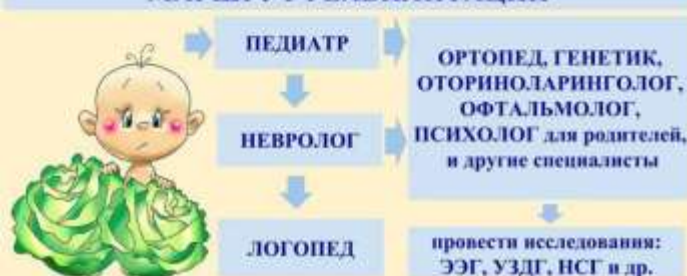 ПЕДИАТР
НЕВРОЛОГ
ЛОГОПЕД
ОРТОПЕД, ГЕНЕТИК,
ОТОРИНОЛАРИНГОЛОГ,
ОФТАЛЬМОЛОГ,
ПСИХОЛОГ для родителей,
и другие специалисты
провести исследования:
ЭЭГ, УЗДГ, НСГ и др.